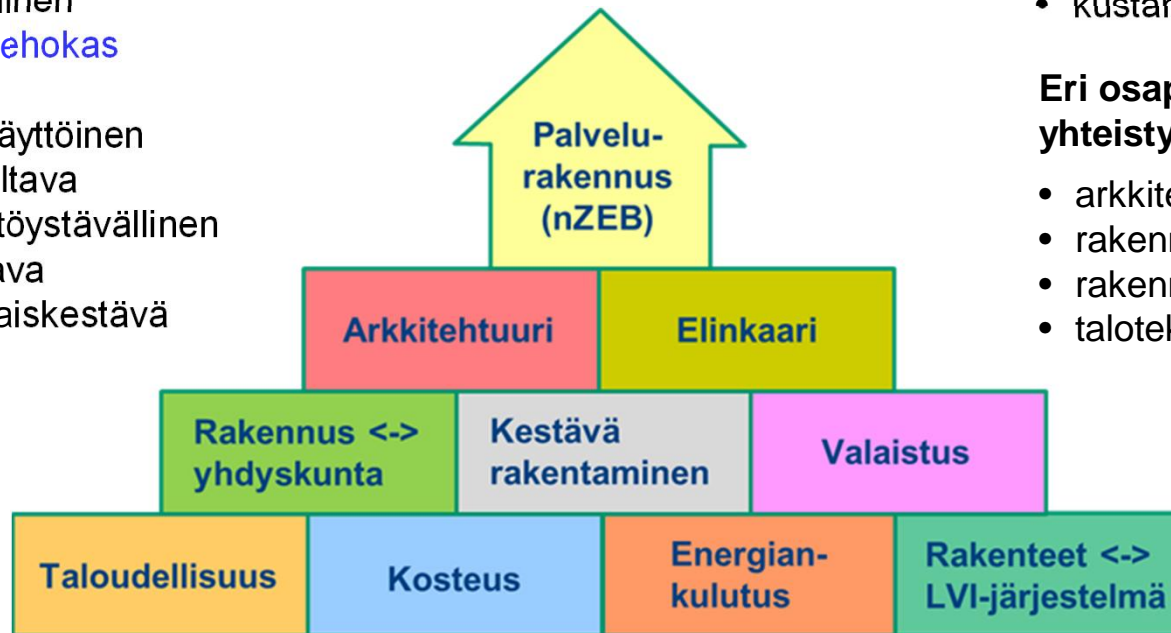 ehokas
äyttöinen
ltava
töystävällinen
ava
aiskestävä
Palvelu-
rakennus
(nZEB)
Arkkitehtuuri
Elinkaari
Rakennus <->
yhdyskunta
Kestävä
rakentaminen
Valaistus
Taloudellisuus
Kosteus
Energian-
kulutus
Rakenteet <->
LVI-järjestelmä
Eri osap
yhteisty
• arkkite
• rakenn
• rakenn
• talotek